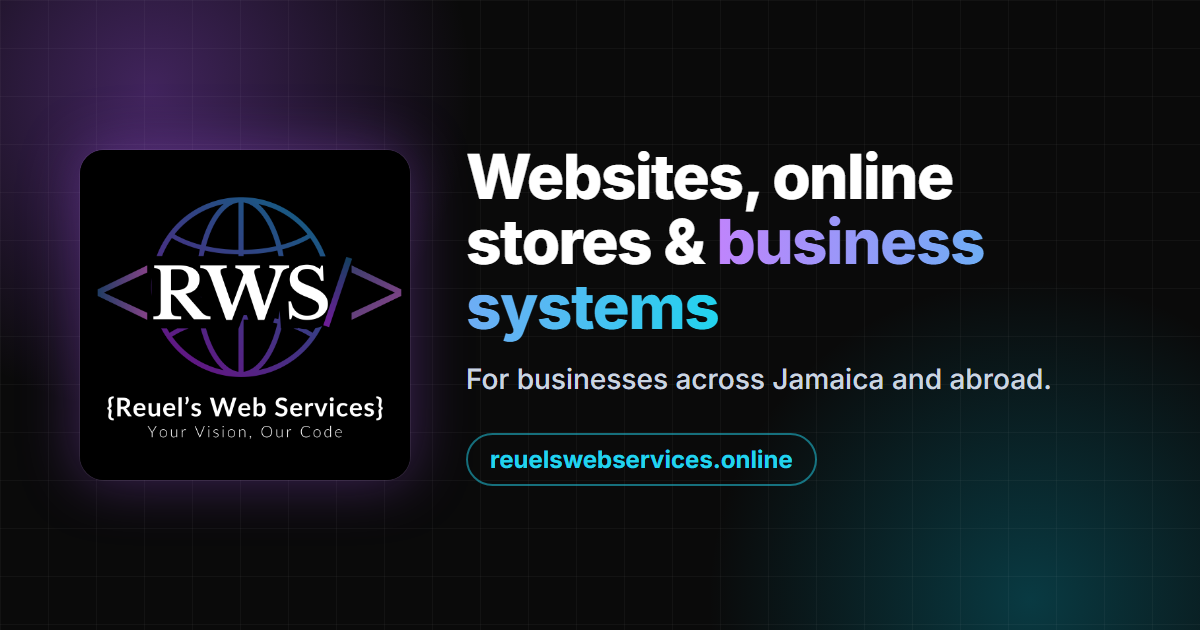 RWS
{Reuel’s Web Services}
Your Vision, Our Code
Websites, online
stores & business
systems
For businesses across Jamaica and abroad.
reuelswebservices.online